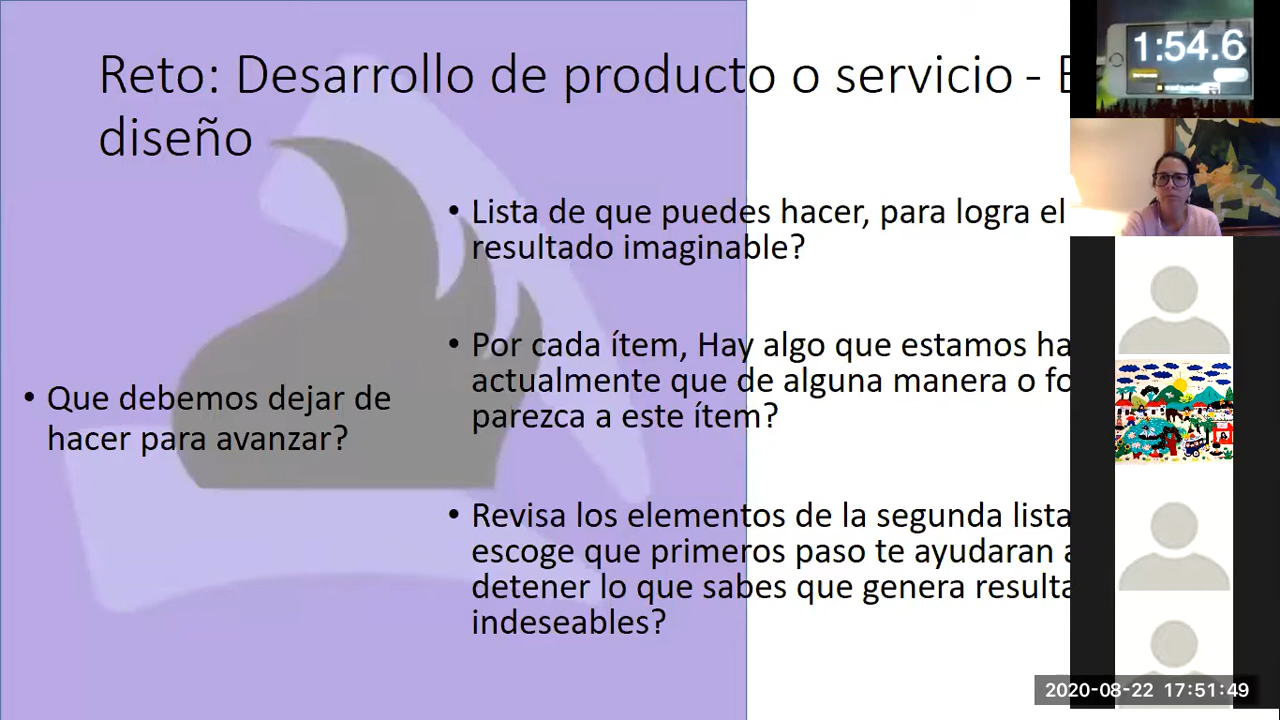 Reto: Desarrollo de producto o servicio -
diseño
• Lista de que puedes hacer, para logra el
resultado imaginable?
• Por cada ítem, Hay algo que estamos
actualmente que de alguna manera o
parezca a este ítem?
• Que debemos dejar de
hacer para avanzar?
• Revisa los elementos de la segunda lista
escoge que primeros paso te ayudaran
detener lo que sabes que genera
indeseables?
1:54.6
2020-08-22 17:51:49